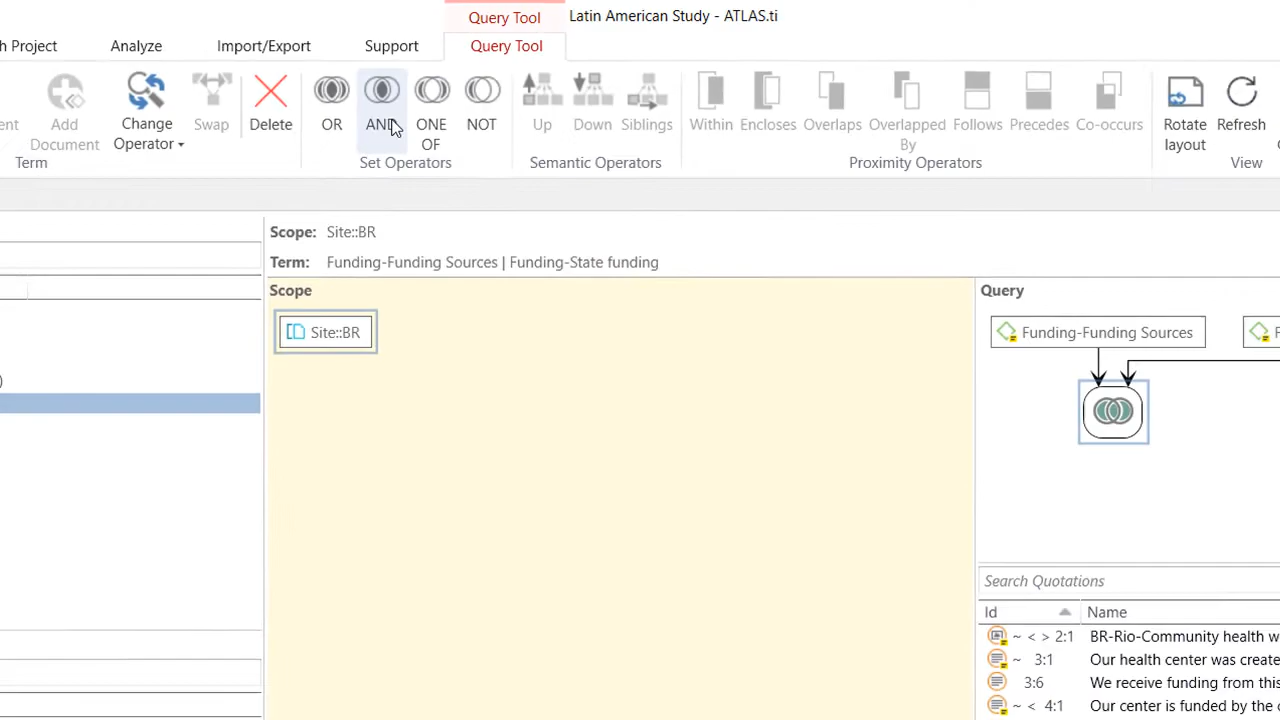 Query Tool
Latin American Study - ATLAS.ti
h Project
Analyze
Import/Export
Support
Query Tool
ent
Add
Document
Change
Operator
Swap
Delete
OR
AND
ONE
OF
NOT
Up
Down
Siblings
Within
Encloses
Overlaps
Overlapped
By
Follows
Precedes
Co-occurs
Rotate
layout
Refresh
Term
Set Operators
Semantic Operators
Proximity Operators
View
Scope: Site::BR
Term: Funding-Funding Sources | Funding-State funding
Scope
Site::BR
)
Query
Funding-Funding Sources
F
Search Quotations
Id
Name
~ < > 2:1 BR-Rio-Community health w
~ 3:1 Our health center was create
3:6 We receive funding from this
~ < 4:1 Our center is funded by the c